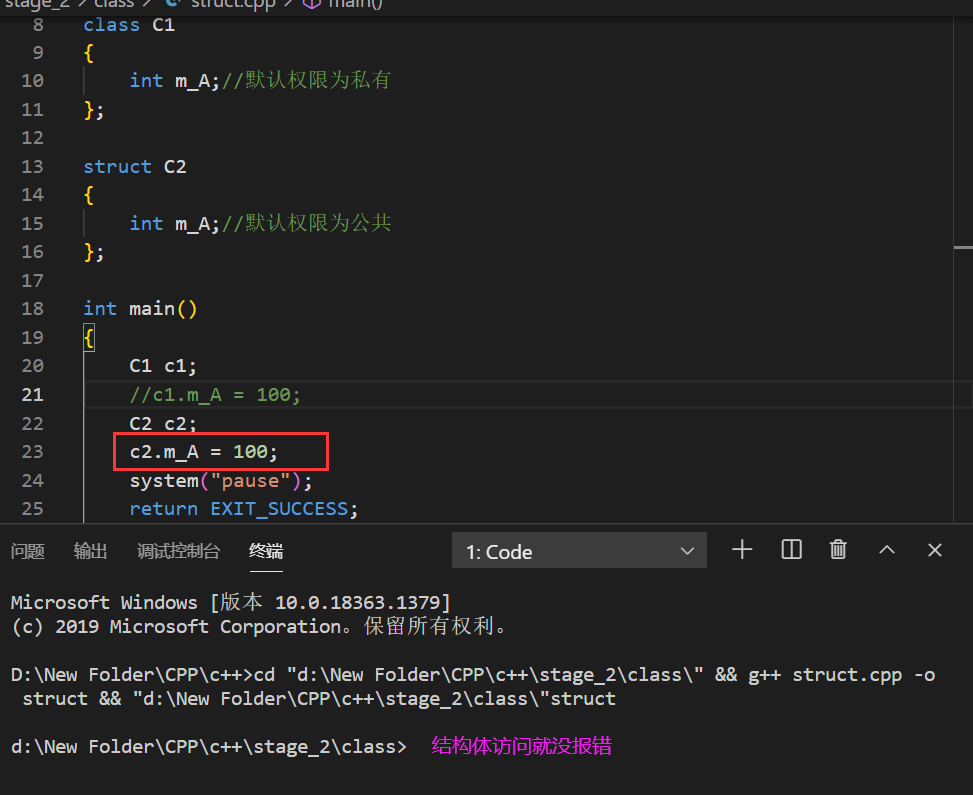 stage_2 > class > struct.cpp > main()
8 class C1
9 {
10 int m_A;//默认权限为私有
11 };
12
13 struct C2
14 {
15 int m_A;//默认权限为公共
16 };
17
18 int main()
19 {
20 C1 c1;
21 //c1.m_A = 100;
22 C2 c2;
23 c2.m_A = 100;
24 system("pause");
25 return EXIT_SUCCESS;
问题 输出 调试控制台 终端 1: Code
Microsoft Windows [版本 10.0.18363.1379]
(c) 2019 Microsoft Corporation。保留所有权利。
D:\New Folder\CPP\c++>cd "d:\New Folder\CPP\c++\stage_2\class\" && g++ struct.cpp -o
struct && "d:\New Folder\CPP\c++\stage_2\class\"struct
d:\New Folder\CPP\c++\stage_2\class> 结构体访问就没报错